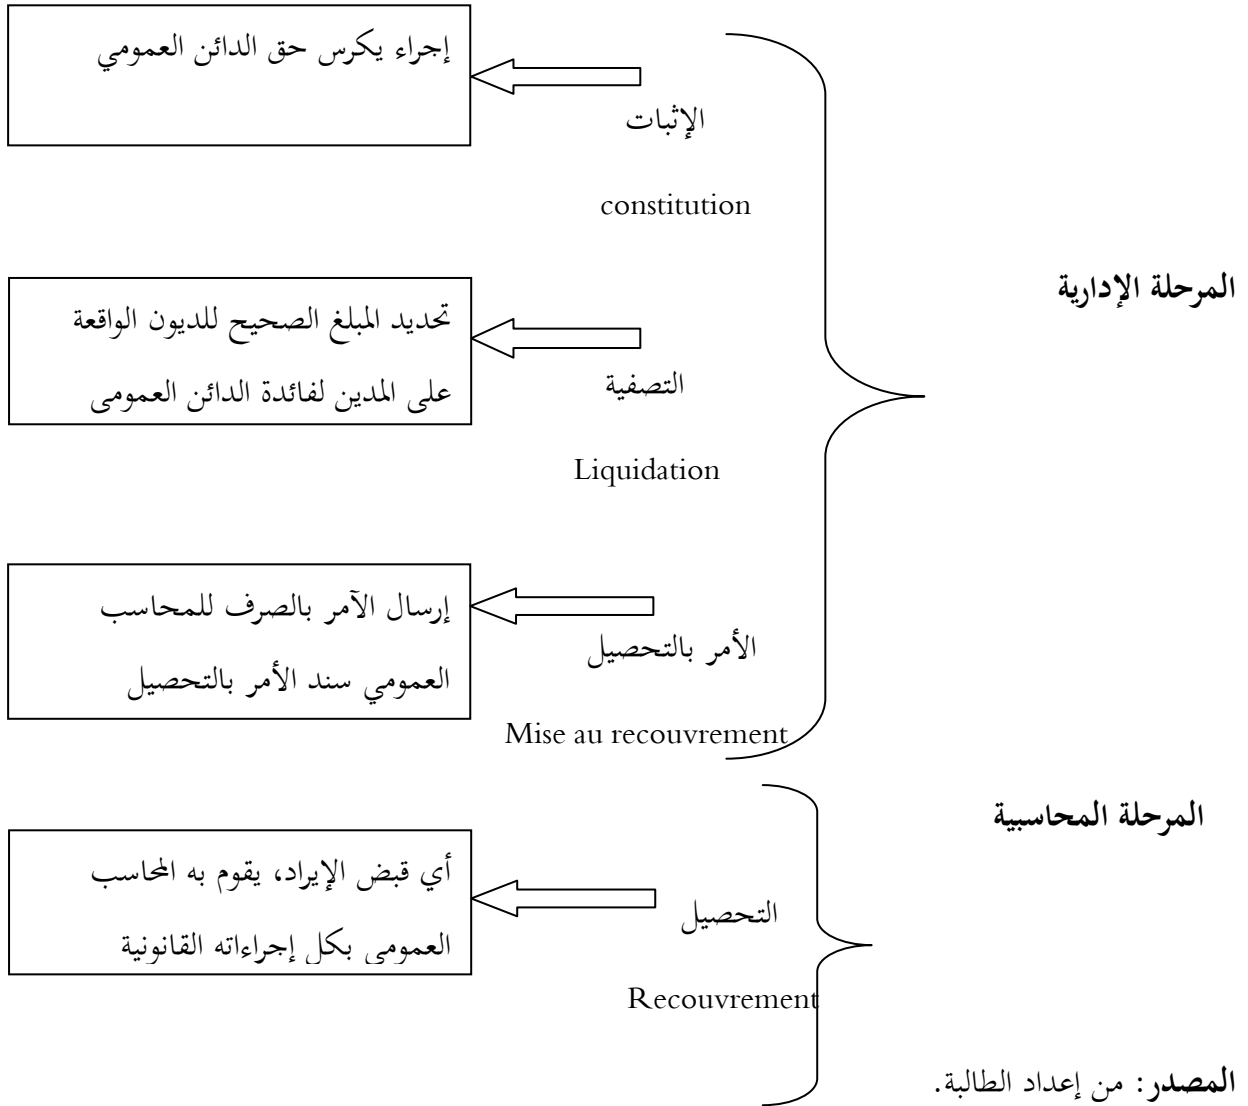 المرحلة الإدارية
الإثبات
constitution
إجراء يكرس حق الدائن العمومي
التصفية
Liquidation
تحديد المبلغ الصحيح للديون الواقعة
على المدين لفائدة الدائن العمومي
الأمر بالتحصيل
Mise au recouvrement
إرسال الآمر بالصرف للمحاسب
العمومي سند الأمر بالتحصيل
المرحلة المحاسبية
التحصيل
Recouvrement
أي قبض الإيراد، يقوم به المحاسب
العمومي بكل إجراءاته القانونية
المصدر: من إعداد الطالبة.